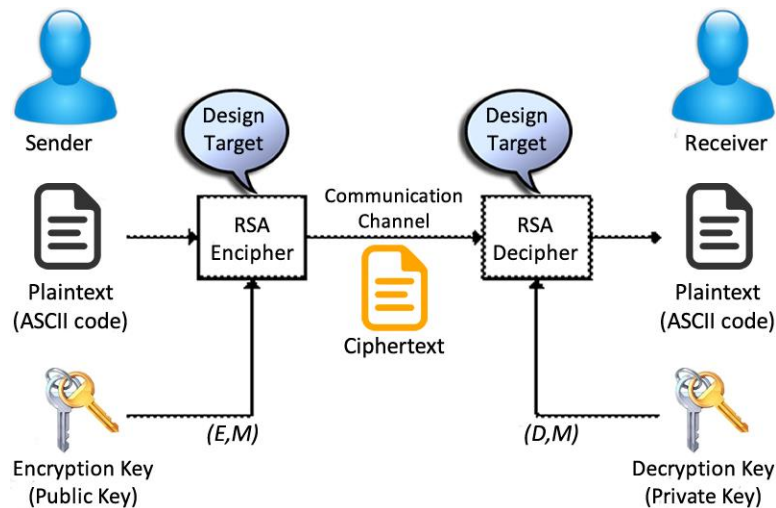 Sender
Design
Target
Design
Target
Receiver
Communication
Channel
RSA
Encipher
RSA
Decipher
Plaintext
(ASCII code)
Ciphertext
Plaintext
(ASCII code)
(E,M)
(D,M)
Encryption Key
(Public Key)
Decryption Key
(Private Key)